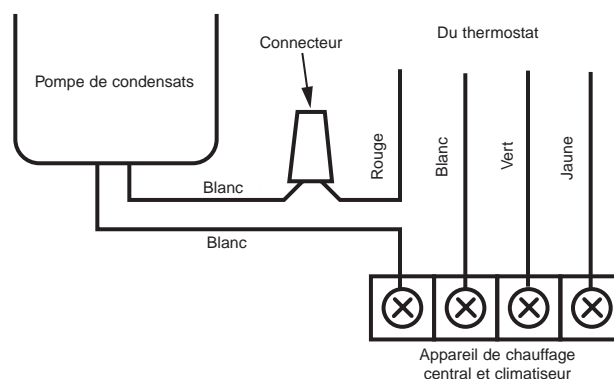 Connecteur
Du thermostat
Pompe de condensats
Rouge
Blanc
Vert
Jaune
Blanc
Blanc
Appareil de chauffage
central et climatiseur